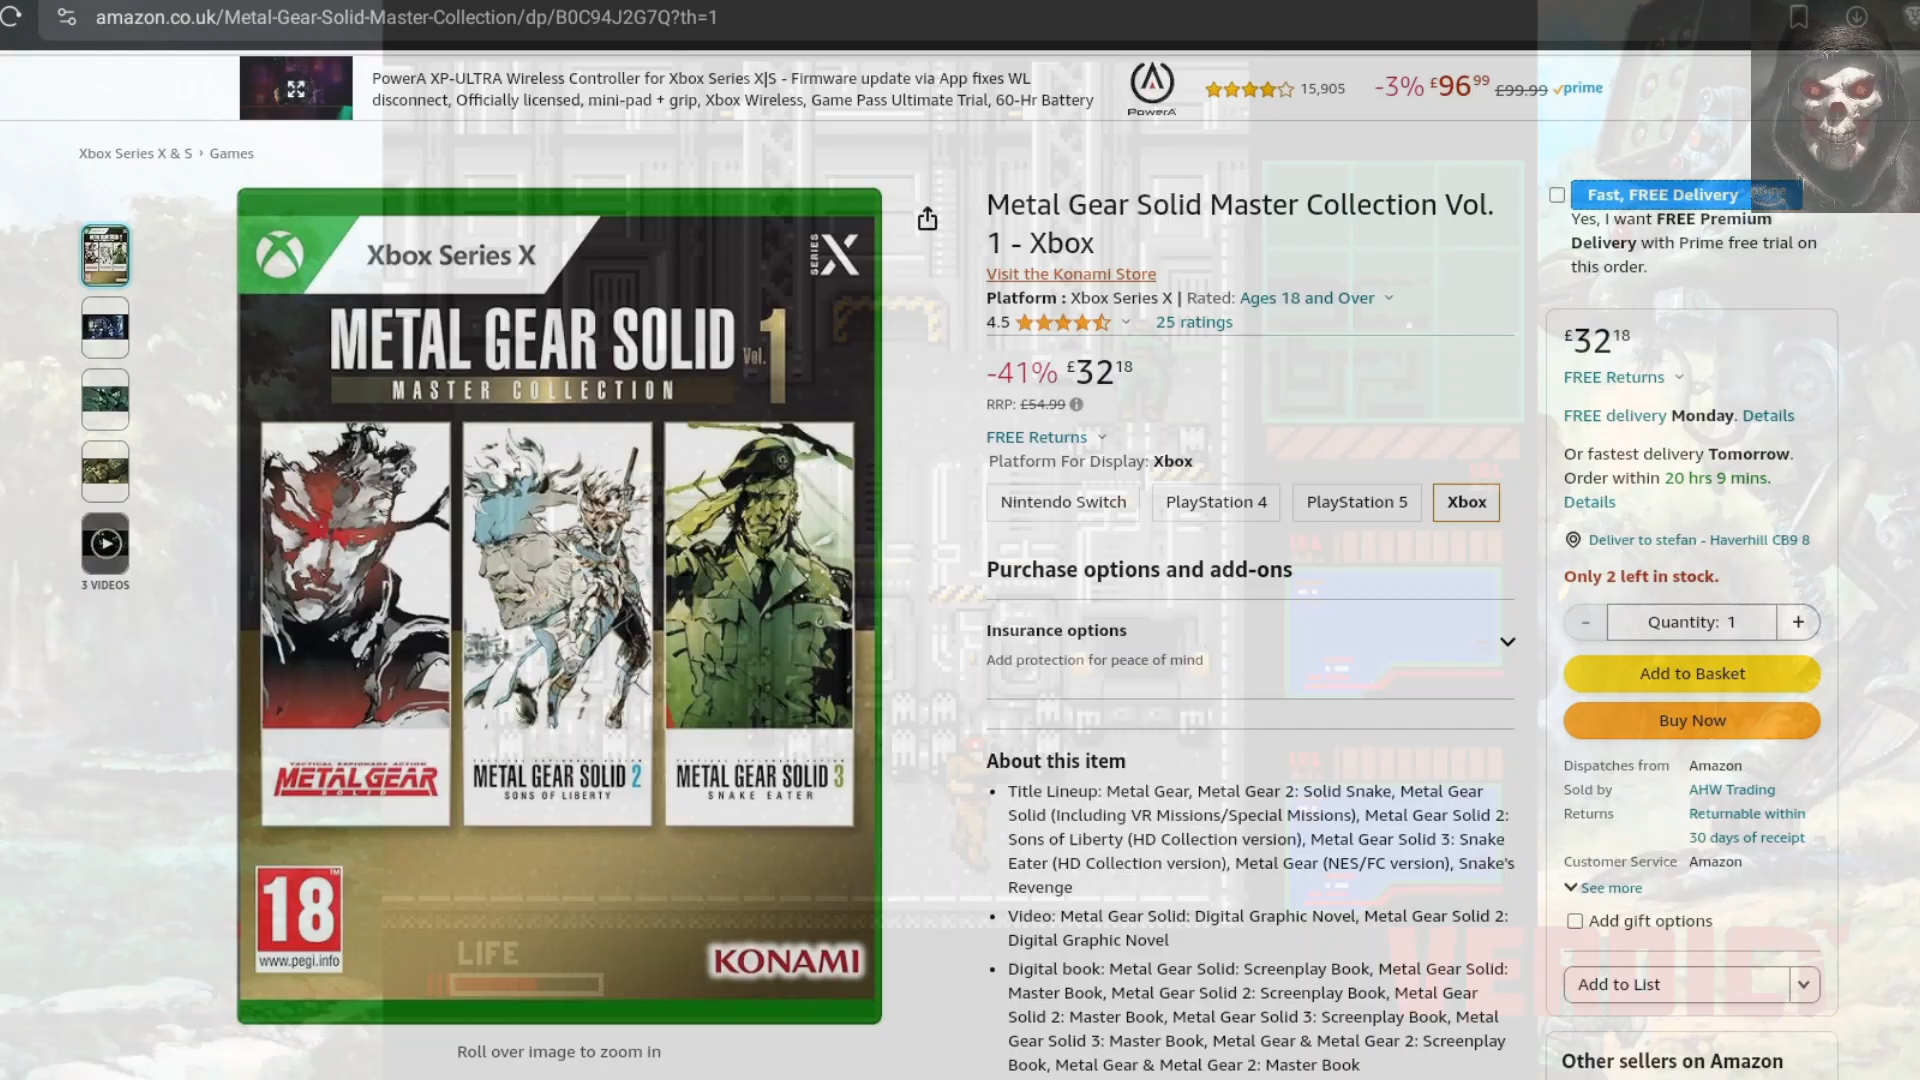 amazon.co.uk/Metal-Gear-Solid-Master-Collection/dp/B0C94J2G7Q?th=1
PowerA XP-ULTRA Wireless Controller for Xbox Series X|S - Firmware update via App fixes WL
disconnect, Officially licensed, mini-pad + grip, Xbox Wireless, Game Pass Ultimate Trial, 60-Hr Battery
POWERA
15,905
-3% £96.99 £99.99 prime
Xbox Series X & S › Games
3 VIDEOS
Xbox Series X
SERIES X
METAL GEAR SOLID Vol. 1
MASTER COLLECTION
TACTICAL ESPIONAGE ACTION
METAL GEAR
SOLID
METAL GEAR SOLID 2
SONS OF LIBERTY
METAL GEAR SOLID 3
SNAKE EATER
18
www.pegi.info
LIFE
KONAMI
Roll over image to zoom in
Metal Gear Solid Master Collection Vol.
1 - Xbox
Visit the Konami Store
Platform : Xbox Series X | Rated: Ages 18 and Over
4.5 25 ratings
-41% £32.18
RRP: £54.99
FREE Returns
Platform For Display: Xbox
Nintendo Switch PlayStation 4 PlayStation 5 Xbox
Purchase options and add-ons
Insurance options
Add protection for peace of mind
About this item
• Title Lineup: Metal Gear, Metal Gear 2: Solid Snake, Metal Gear
Solid (Including VR Missions/Special Missions), Metal Gear Solid 2:
Sons of Liberty (HD Collection version), Metal Gear Solid 3: Snake
Eater (HD Collection version), Metal Gear (NES/FC version), Snake's
Revenge
• Video: Metal Gear Solid: Digital Graphic Novel, Metal Gear Solid 2:
Digital Graphic Novel
• Digital book: Metal Gear Solid: Screenplay Book, Metal Gear Solid:
Master Book, Metal Gear Solid 2: Screenplay Book, Metal Gear
Solid 2: Master Book, Metal Gear Solid 3: Screenplay Book, Metal
Gear Solid 3: Master Book, Metal Gear & Metal Gear 2: Screenplay
Book, Metal Gear & Metal Gear 2: Master Book
Fast, FREE Delivery prime
Yes, I want FREE Premium
Delivery with Prime free trial on
this order.
£32.18
FREE Returns
FREE delivery Monday. Details
Or fastest delivery Tomorrow.
Order within 20 hrs 9 mins.
Details
Deliver to stefan - Haverhill CB9 8
Only 2 left in stock.
- Quantity: 1 +
Add to Basket
Buy Now
Dispatches from Amazon
Sold by AHW Trading
Returns Returnable within
30 days of receipt
Customer Service Amazon
See more
Add gift options
Add to List
Other sellers on Amazon